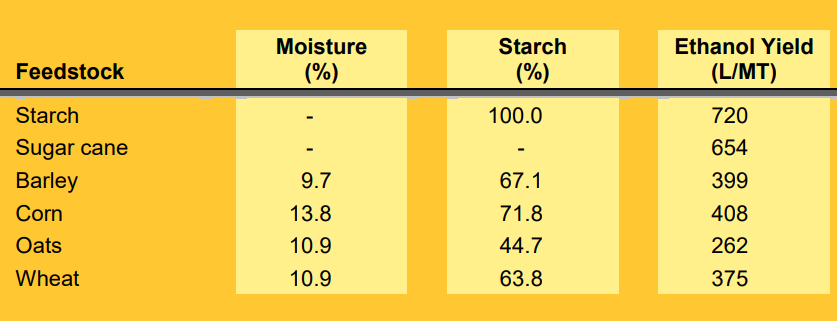 Feedstock Moisture (%) Starch (%) Ethanol Yield (L/MT)
Starch - 100.0 720
Sugar cane - - 654
Barley 9.7 67.1 399
Corn 13.8 71.8 408
Oats 10.9 44.7 262
Wheat 10.9 63.8 375